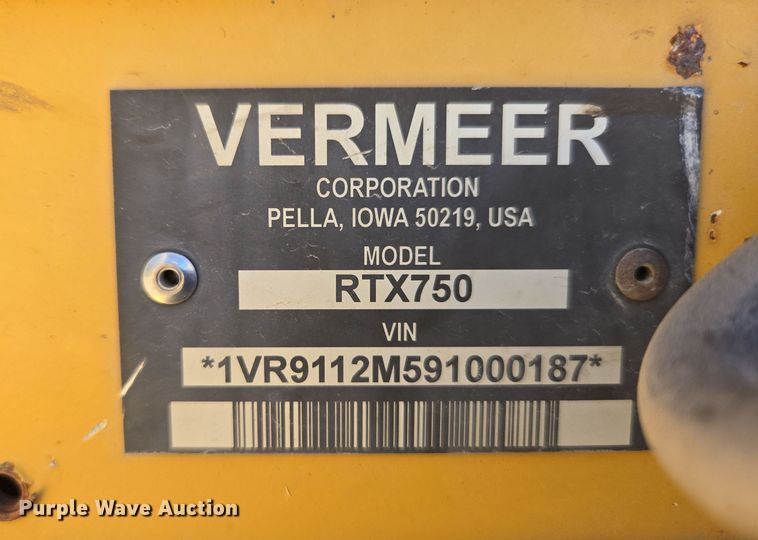 VERMEER
CORPORATION
PELLA, IOWA 50219, USA
MODEL
RTX750
VIN
*1VR9112M591000187*
Purple Wave Auction